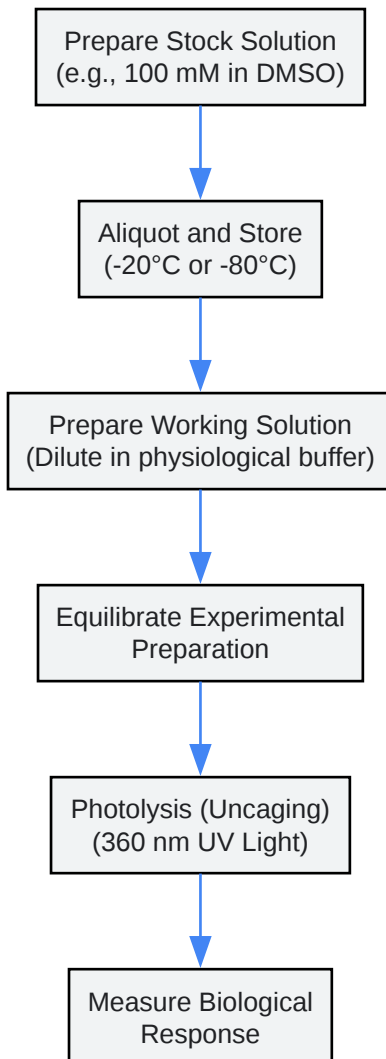 Prepare Stock Solution
(e.g., 100 mM in DMSO)
Aliquot and Store
(-20°C or -80°C)
Prepare Working Solution
(Dilute in physiological buffer)
Equilibrate Experimental
Preparation
Photolysis (Uncaging)
(360 nm UV Light)
Measure Biological
Response